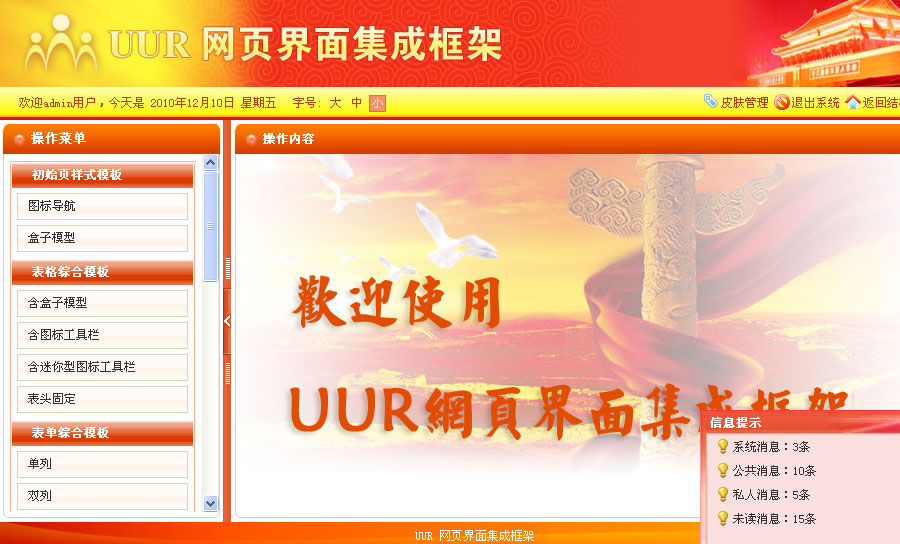 UUR 网页界面集成框架
欢迎admin用户，今天是 2010年12月10日 星期五 字号: 大 中 小
皮肤管理 退出系统 返回结
操作菜单
操作内容
初始页样式模板
图标导航
盒子模型
表格综合模板
含盒子模型
含图标工具栏
含迷你型图标工具栏
表头固定
表单综合模板
单列
双列
歡迎使用
UUR網頁界面集成框架
信息提示
系统消息：3条
公共消息：10条
私人消息：5条
未读消息：15条
UUR 网页界面集成框架